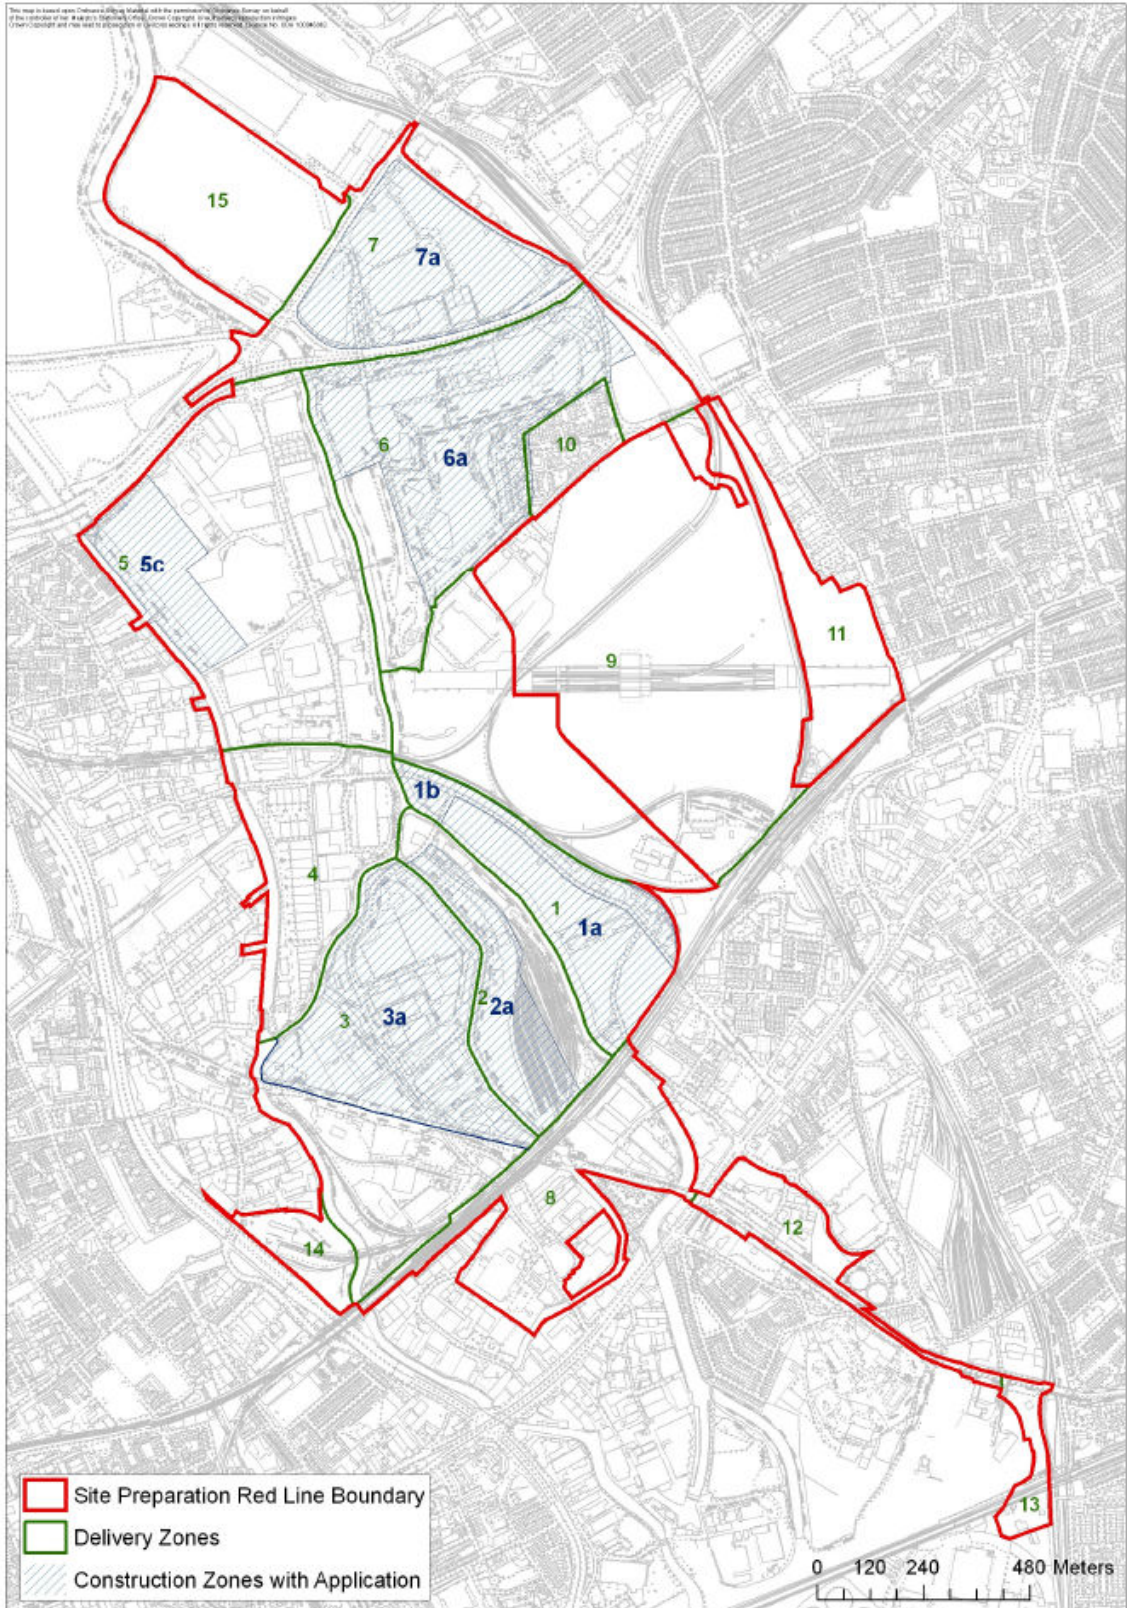 15
7
7a
6
6a
10
5
5c
11
9
1b
4
1
1a
2
2a
3
3a
8
12
14
13
Site Preparation Red Line Boundary
Delivery Zones
Construction Zones with Application
0 120 240 480 Meters